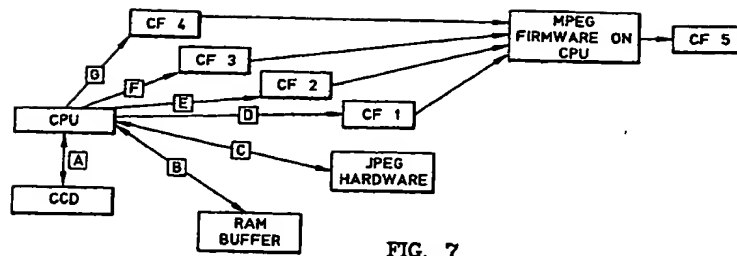 CF 4
MPEG
FIRMWARE ON
CPU
CF 5
G
CF 3
F
CF 2
E
CPU
D
CF 1
A
C
B
JPEG
HARDWARE
CCD
RAM
BUFFER
FIG. 7